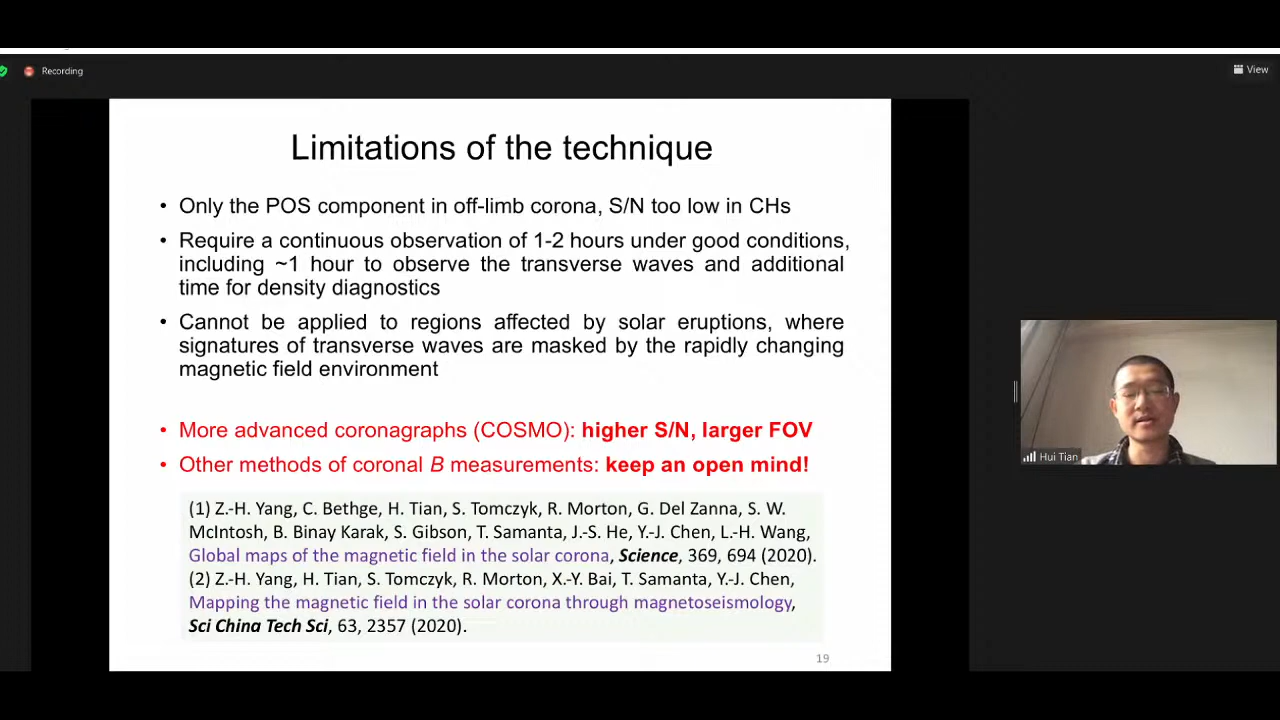 Recording
View
Limitations of the technique
• Only the POS component in off-limb corona, S/N too low in CHs
• Require a continuous observation of 1-2 hours under good conditions,
including ~1 hour to observe the transverse waves and additional
time for density diagnostics
• Cannot be applied to regions affected by solar eruptions, where
signatures of transverse waves are masked by the rapidly changing
magnetic field environment
• More advanced coronagraphs (COSMO): higher S/N, larger FOV
• Other methods of coronal B measurements: keep an open mind!
(1) Z.-H. Yang, C. Bethge, H. Tian, S. Tomczyk, R. Morton, G. Del Zanna, S. W.
McIntosh, B. Binay Karak, S. Gibson, T. Samanta, J.-S. He, Y.-J. Chen, L.-H. Wang,
Global maps of the magnetic field in the solar corona, Science, 369, 694 (2020).
(2) Z.-H. Yang, H. Tian, S. Tomczyk, R. Morton, X.-Y. Bai, T. Samanta, Y.-J. Chen,
Mapping the magnetic field in the solar corona through magnetoseismology,
Sci China Tech Sci, 63, 2357 (2020).
19
Hui Tian